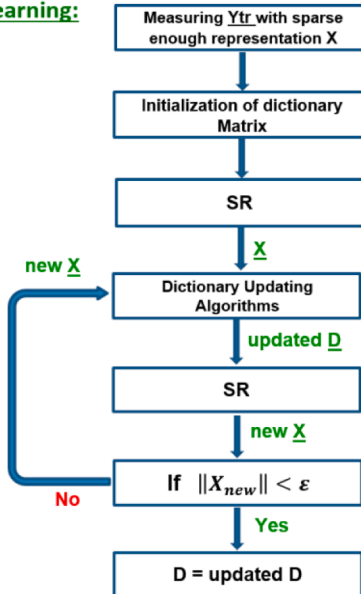 earning:
Measuring Ytr with sparse
enough representation X
Initialization of dictionary
Matrix
SR
X
new X
Dictionary Updating
Algorithms
updated D
SR
new X
If ‖X_new‖ < ε
No
Yes
D = updated D